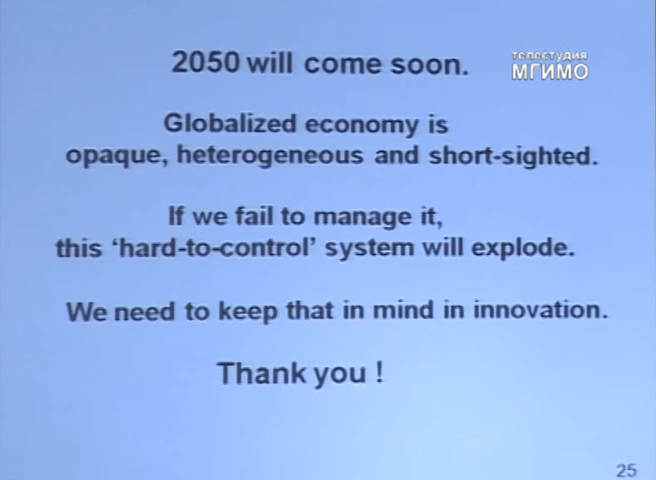 2050 will come soon.
телестудия
МГИМО
Globalized economy is
opaque, heterogeneous and short-sighted.
If we fail to manage it,
this ‘hard-to-control’ system will explode.
We need to keep that in mind in innovation.
Thank you !
25